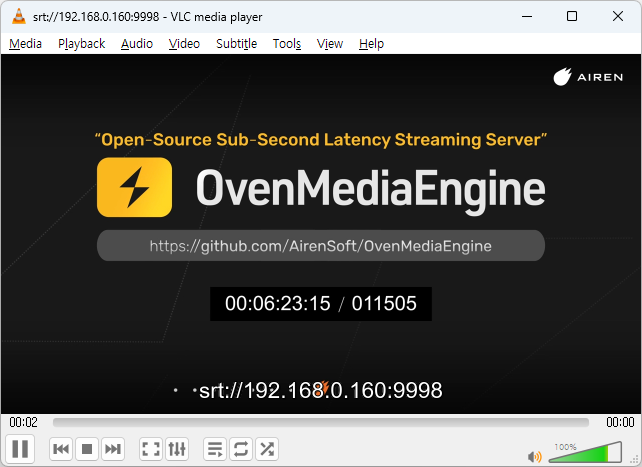 srt://192.168.0.160:9998 - VLC media player
Media Playback Audio Video Subtitle Tools View Help
AIREN
“Open-Source Sub-Second Latency Streaming Server”
OvenMediaEngine
https://github.com/AirenSoft/OvenMediaEngine
00:06:23:15 / 011505
srt://192.168.0.160:9998
00:02 00:00
100%